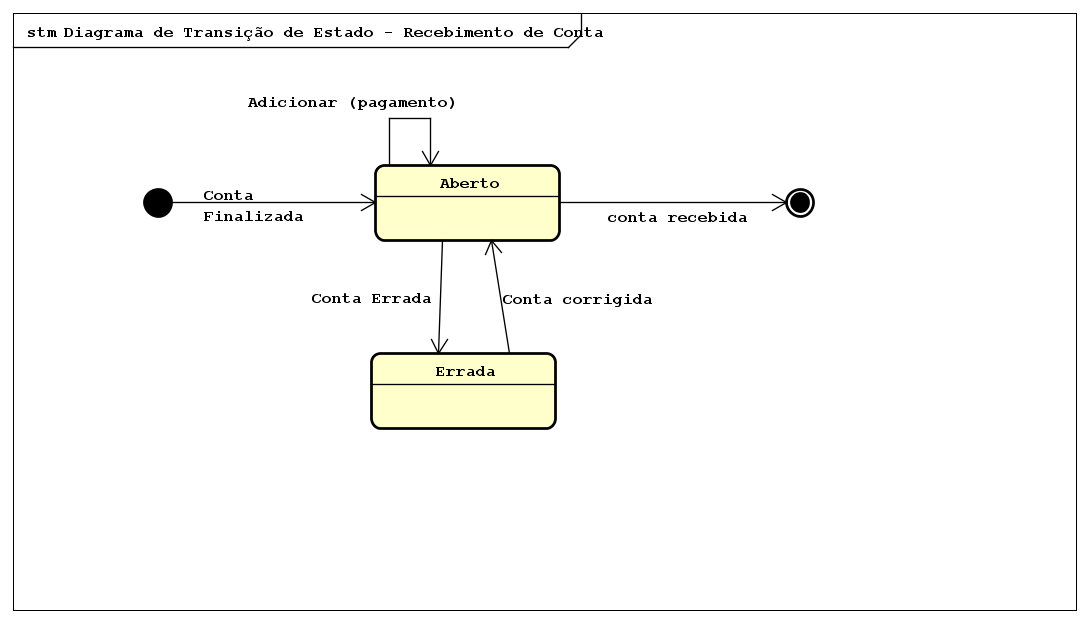 stm Diagrama de Transição de Estado - Recebimento de Conta
Adicionar (pagamento)
Aberto
Conta
Finalizada
conta recebida
Conta Errada
Conta corrigida
Errada